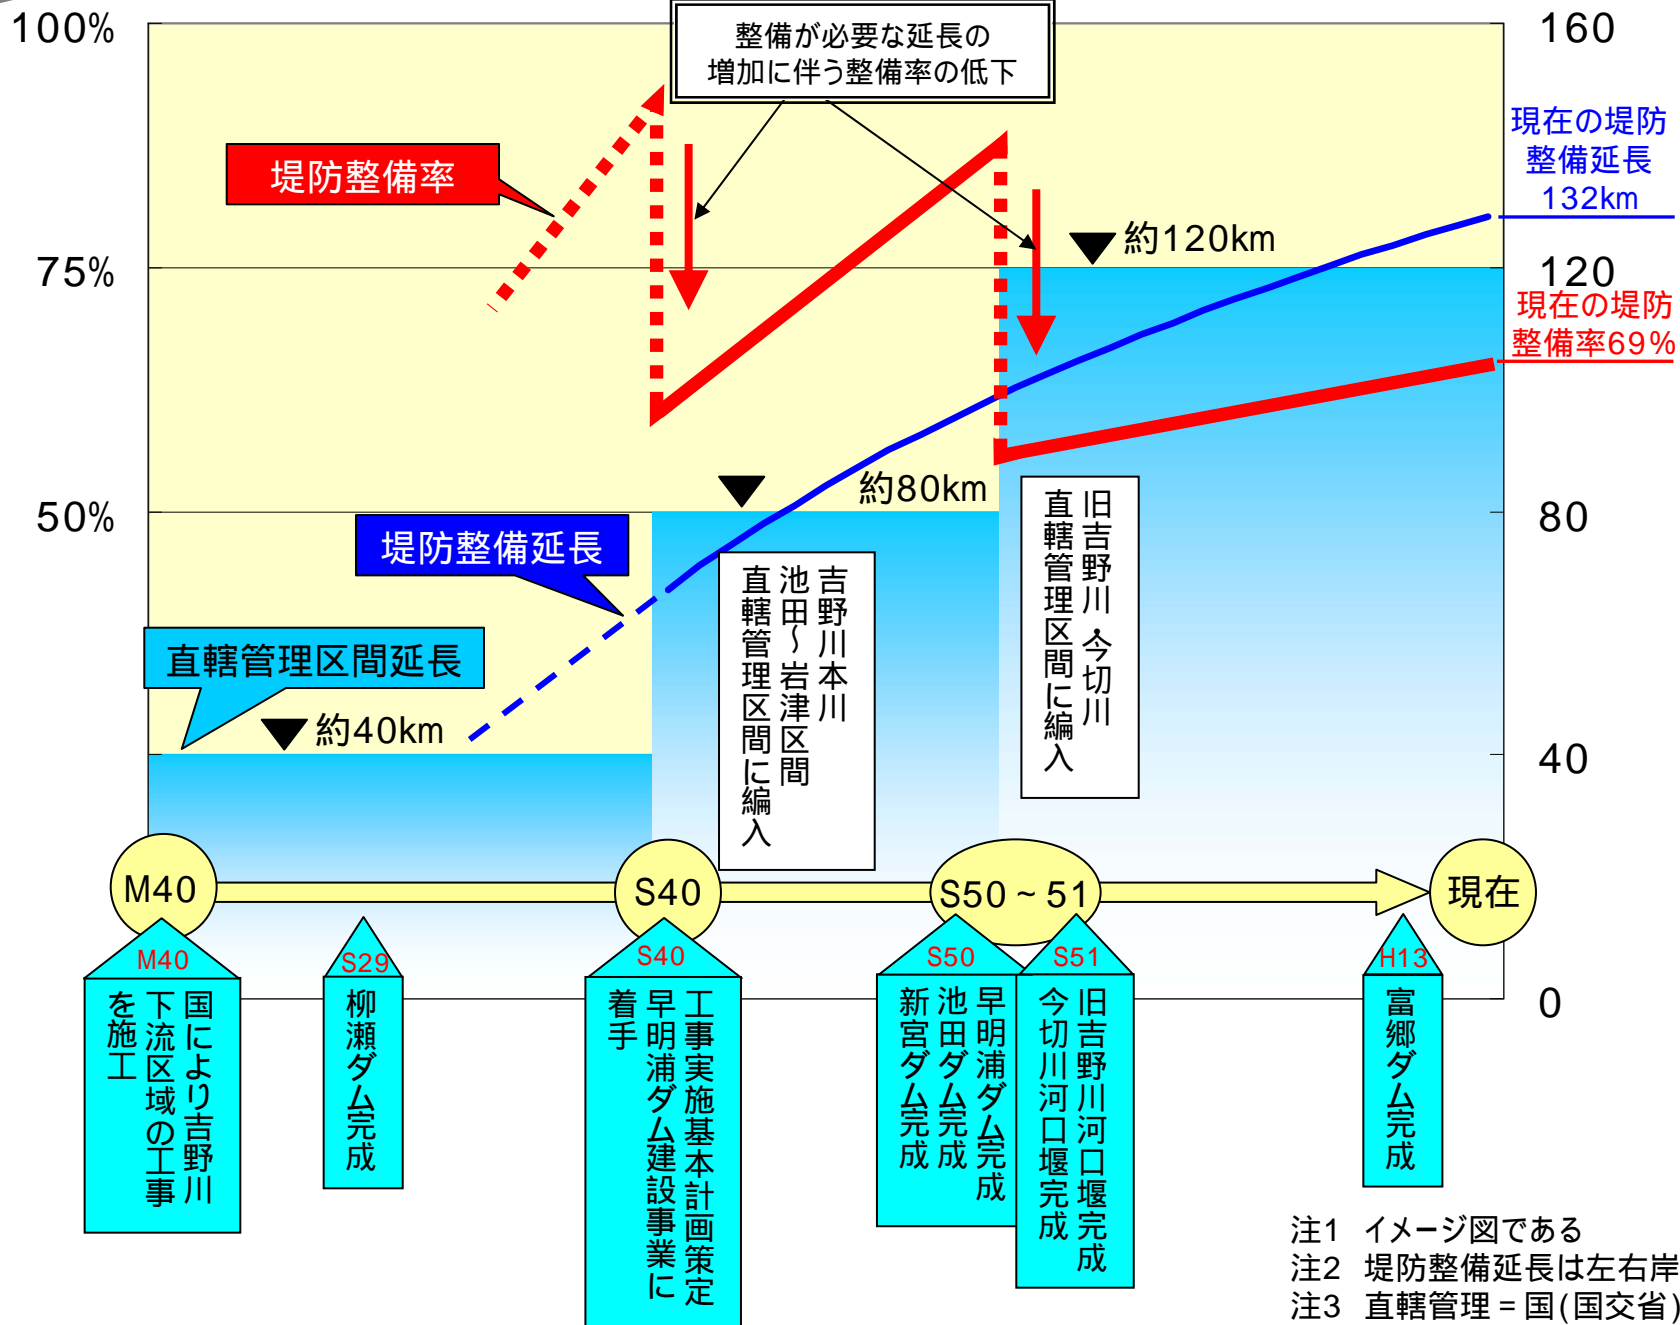 100%
75%
50%
160
120
80
40
0
整備が必要な延長の
増加に伴う整備率の低下
堤防整備率
現在の堤防
整備延長
132km
現在の堤防
整備率69%
約120km
約80km
約40km
堤防整備延長
直轄管理区間延長
吉野川本川
池田～岩津区間
直轄管理区間に編入
旧吉野川・今切川
直轄管理区間に編入
M40
S40
S50～51
現在
M40
国により吉野川
下流区域の工事
を施工
S29
柳瀬ダム完成
S40
工事実施基本計画策定
早明浦ダム建設事業に
着手
S50
早明浦ダム完成
池田ダム完成
新宮ダム完成
S51
旧吉野川河口堰完成
今切川河口堰完成
H13
富郷ダム完成
注1 イメージ図である
注2 堤防整備延長は左右岸
注3 直轄管理=国(国交省)